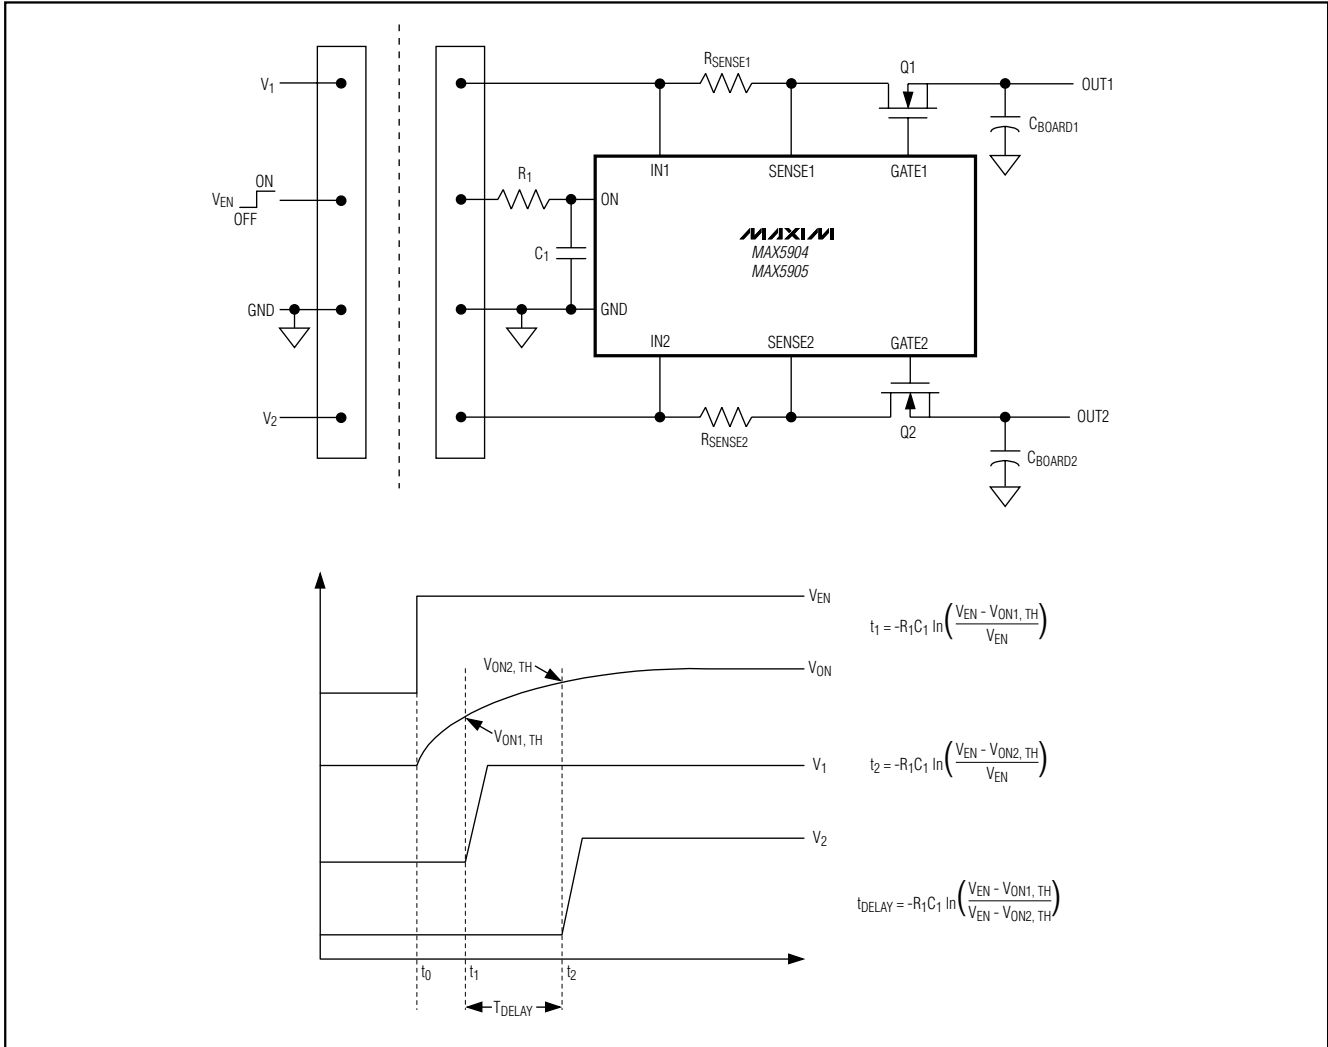 RSENSE1
Q1
V1
OUT1
CBOARD1
IN1
SENSE1
GATE1
R1
ON
VEN
OFF
ON
C1
MAXIM
MAX5904
MAX5905
GND
GND
IN2
SENSE2
GATE2
V2
OUT2
RSENSE2
Q2
CBOARD2
VEN
t1 = -R1C1 ln(VEN - VON1, TH / VEN)
VON2, TH
VON
VON1, TH
V1
t2 = -R1C1 ln(VEN - VON2, TH / VEN)
V2
tDELAY = -R1C1 ln(VEN - VON1, TH / VEN - VON2, TH)
t0
t1
t2
TDELAY